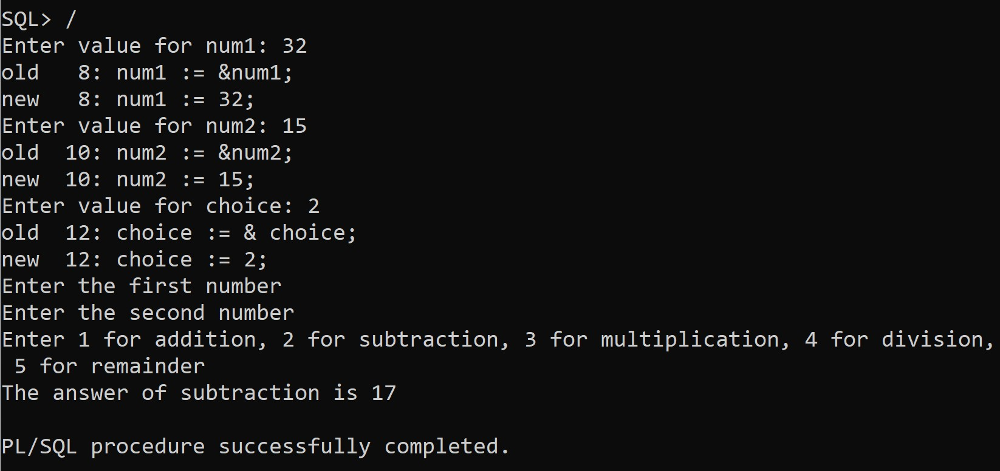 SQL> /
Enter value for num1: 32
old   8: num1 := &num1;
new   8: num1 := 32;
Enter value for num2: 15
old  10: num2 := &num2;
new  10: num2 := 15;
Enter value for choice: 2
old  12: choice := & choice;
new  12: choice := 2;
Enter the first number
Enter the second number
Enter 1 for addition, 2 for subtraction, 3 for multiplication, 4 for division,
 5 for remainder
The answer of subtraction is 17

PL/SQL procedure successfully completed.